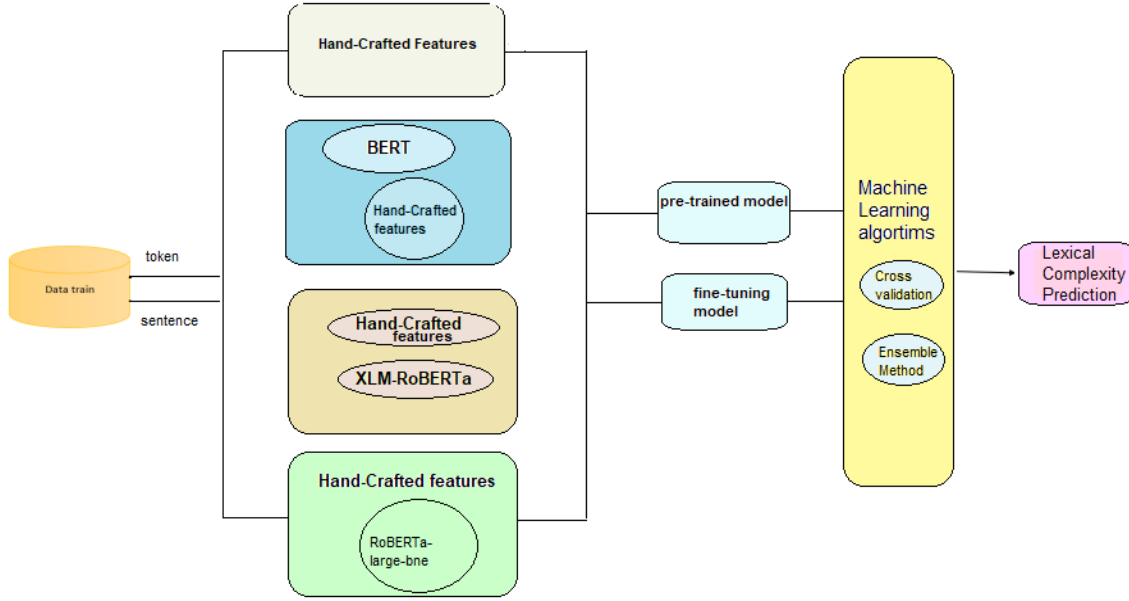 Hand-Crafted Features
BERT
Hand-Crafted
features
token
Data train
sentence
Hand-Crafted
features
XLM-RoBERTa
Hand-Crafted features
RoBERTa-
large-bne
pre-trained model
fine-tuning
model
Machine
Learning
algortims
Cross
validation
Ensemble
Method
Lexical
Complexity
Prediction